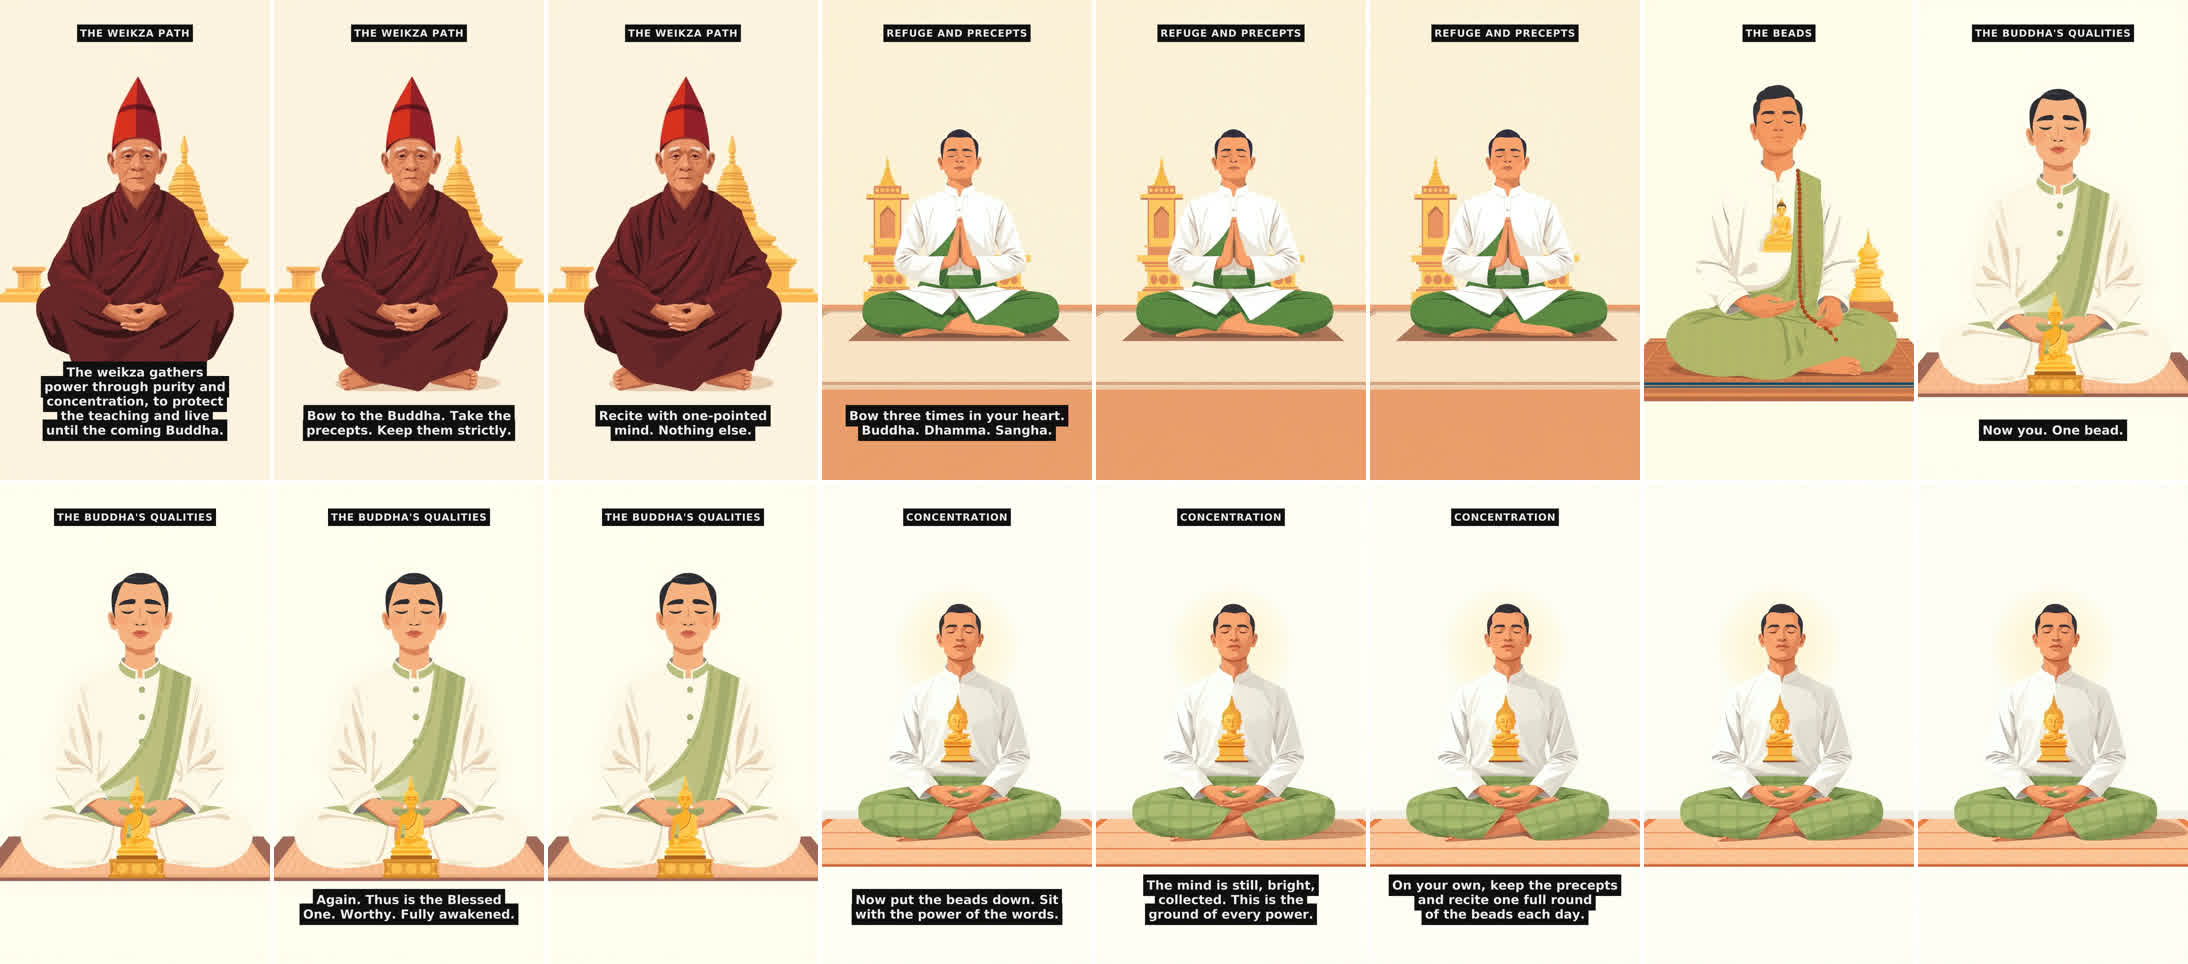 THE WEIKZA PATH
The weikza gathers
power through purity and
concentration, to protect
the teaching and live
until the coming Buddha.
THE WEIKZA PATH
Bow to the Buddha. Take the
precepts. Keep them strictly.
THE WEIKZA PATH
Recite with one-pointed
mind. Nothing else.
REFUGE AND PRECEPTS
Bow three times in your heart.
Buddha. Dhamma. Sangha.
REFUGE AND PRECEPTS
REFUGE AND PRECEPTS
THE BEADS
THE BUDDHA'S QUALITIES
Now you. One bead.
THE BUDDHA'S QUALITIES
THE BUDDHA'S QUALITIES
Again. Thus is the Blessed
One. Worthy. Fully awakened.
THE BUDDHA'S QUALITIES
CONCENTRATION
Now put the beads down. Sit
with the power of the words.
CONCENTRATION
The mind is still, bright,
collected. This is the
ground of every power.
CONCENTRATION
On your own, keep the precepts
and recite one full round
of the beads each day.